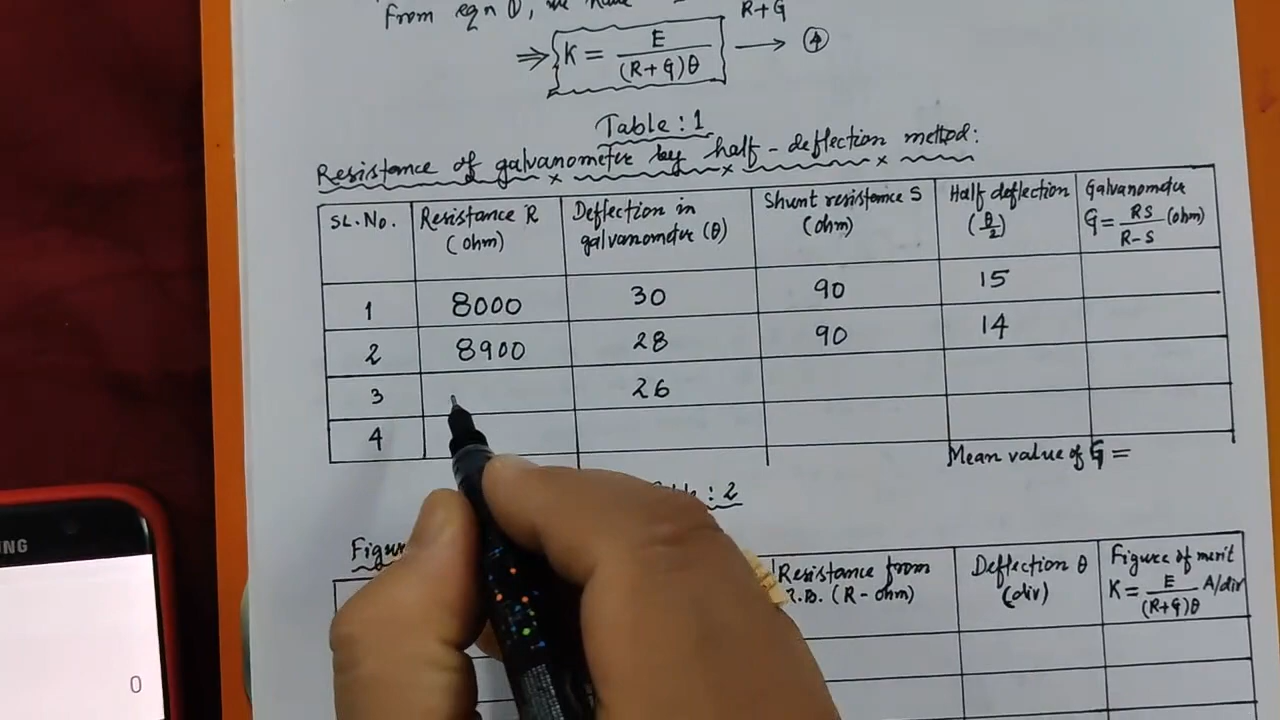 From eqn ①, we have
R+G
⇒ K = E / (R+G)θ → ④
Table : 1
Resistance of galvanometer by half-deflection method:
SL.No. Resistance R (ohm) Deflection in galvanometer (θ) Shunt resistance S (ohm) Half deflection (θ/2) Galvanometer G = RS / R-S (ohm)
1 8000 30 90 15
2 8900 28 90 14
3 26
4
Mean value of G =
: 2
Figu
Resistance from R.B. (R-ohm) Deflection θ (div) Figure of merit K = E / (R+G)θ A/div
NG
0